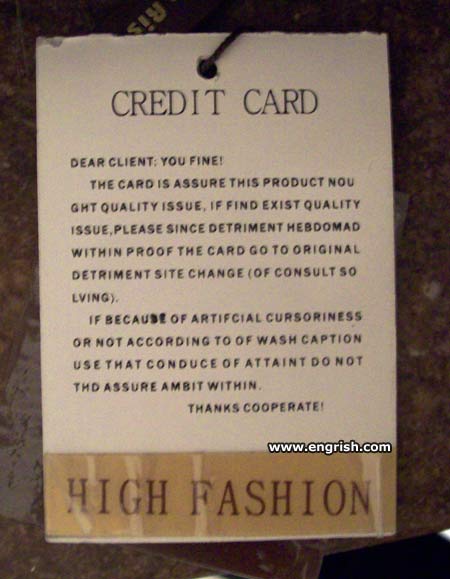 Ris
CREDIT CARD
DEAR CLIENT: YOU FINE!
THE CARD IS ASSURE THIS PRODUCT NOU
GHT QUALITY ISSUE, IF FIND EXIST QUALITY
ISSUE,PLEASE SINCE DETRIMENT HEBDOMAD
WITHIN PROOF THE CARD GO TO ORIGINAL
DETRIMENT SITE CHANGE (OF CONSULT SO
LVING).
IF BECAUSE OF ARTIFCIAL CURSORINESS
OR NOT ACCORDING TO OF WASH CAPTION
USE THAT CONDUCE OF ATTAINT DO NOT
THD ASSURE AMBIT WITHIN.
THANKS COOPERATE!
www.engrish.com
HIGH FASHION